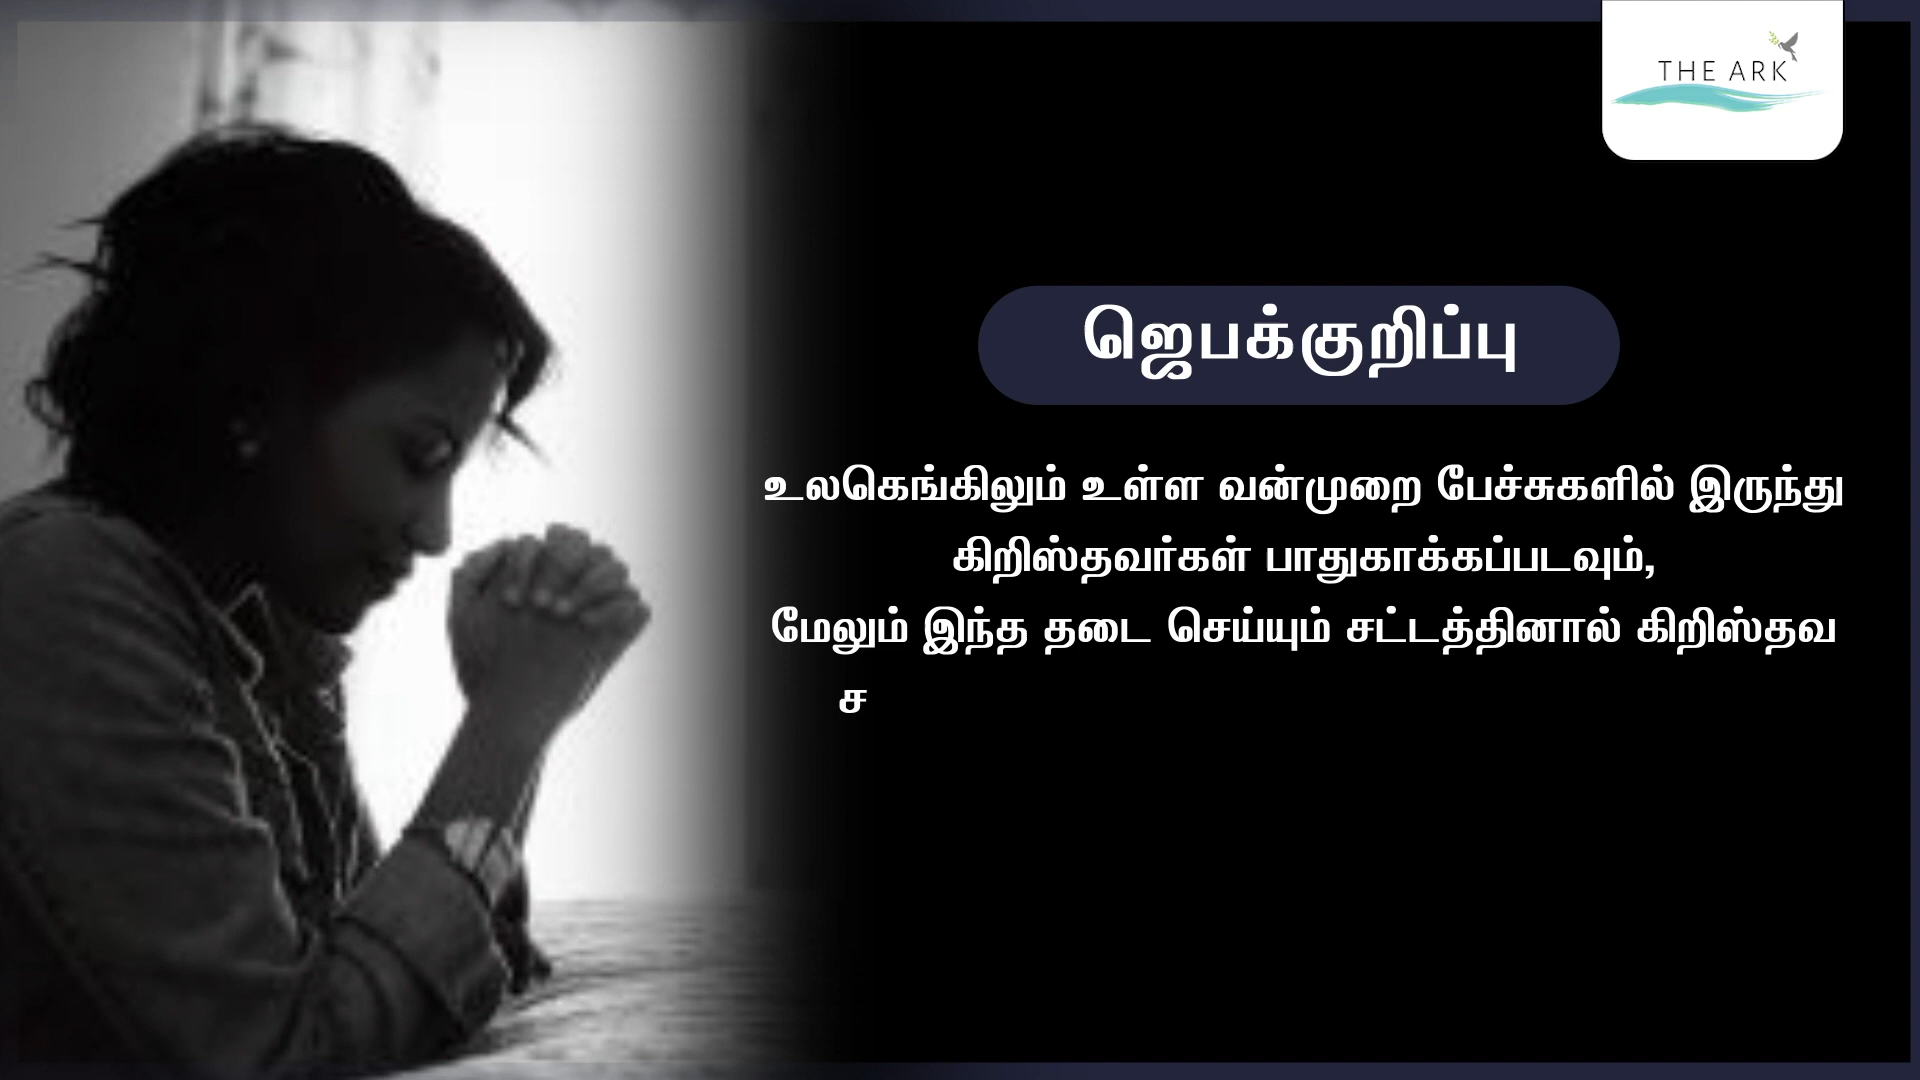 THE ARK
ஜெபக்குறிப்பு
உலகெங்கிலும் உள்ள வன்முறை பேச்சுகளில் இருந்து
கிறிஸ்தவர்கள் பாதுகாக்கப்படவும்,
மேலும் இந்த தடை செய்யும் சட்டத்தினால் கிறிஸ்தவ
ச